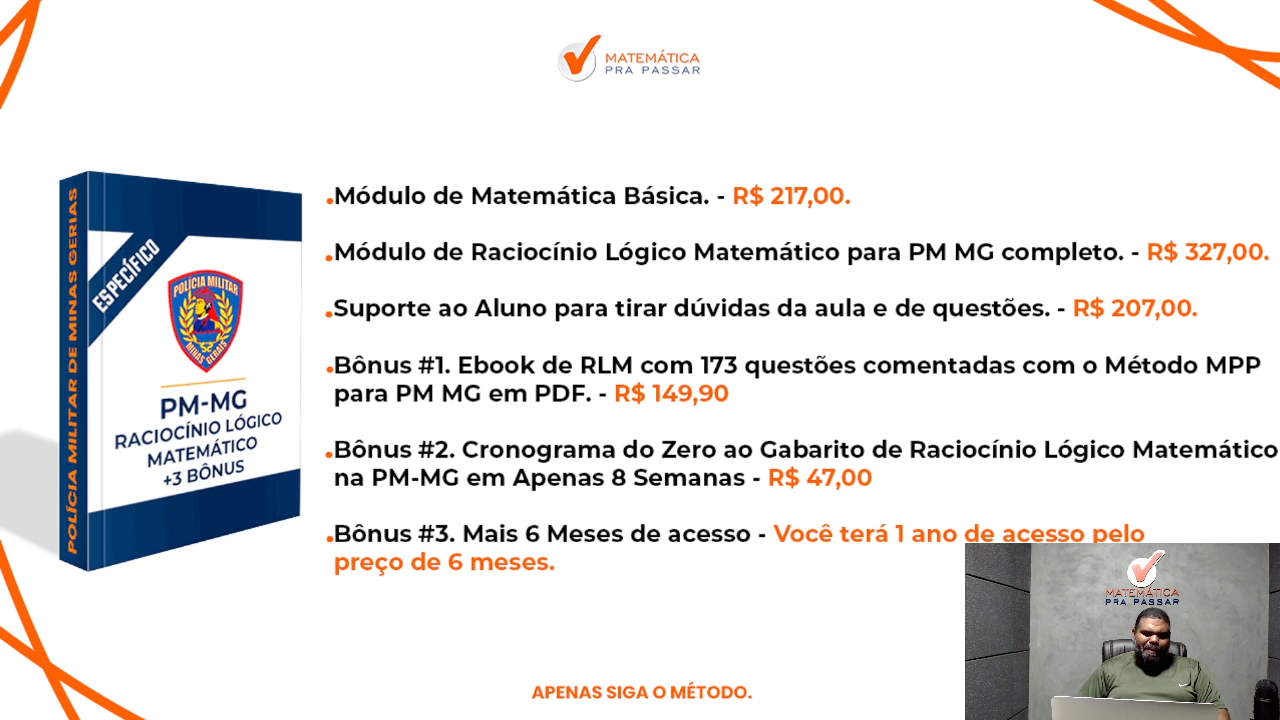 MATEMÁTICA
PRA PASSAR
Módulo de Matemática Básica. - R$ 217,00.
Módulo de Raciocínio Lógico Matemático para PM MG completo. - R$ 327,00.
Suporte ao Aluno para tirar dúvidas da aula e de questões. - R$ 207,00.
Bônus #1. Ebook de RLM com 173 questões comentadas com o Método MPP
para PM MG em PDF. - R$ 149,90
Bônus #2. Cronograma do Zero ao Gabarito de Raciocínio Lógico Matemático
na PM-MG em Apenas 8 Semanas - R$ 47,00
Bônus #3. Mais 6 Meses de acesso - Você terá 1 ano de acesso pelo
preço de 6 meses.
POLÍCIA MILITAR DE MINAS GERIAS
ESPECÍFICO
POLÍCIA MILITAR
MINAS GERAIS
PM-MG
RACIOCÍNIO LÓGICO
MATEMÁTICO
+3 BÔNUS
MATEMÁTICA
PRA PASSAR
APENAS SIGA O MÉTODO.